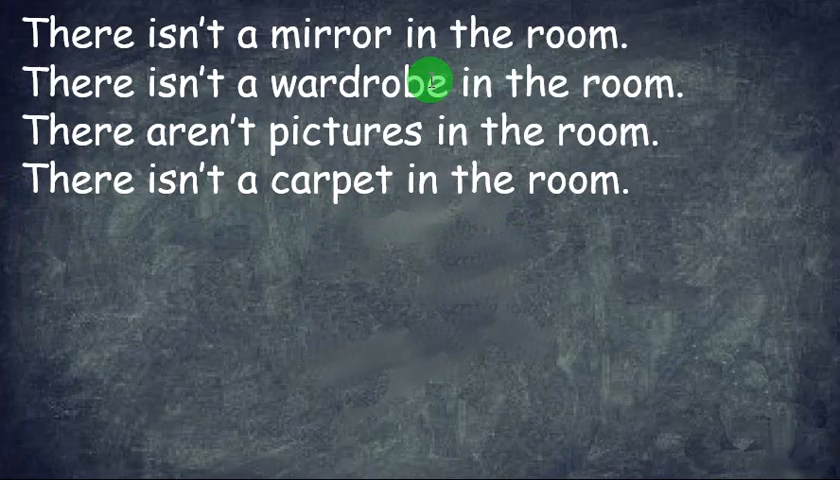 There isn't a mirror in the room.
There isn't a wardrobe in the room.
There aren't pictures in the room.
There isn't a carpet in the room.